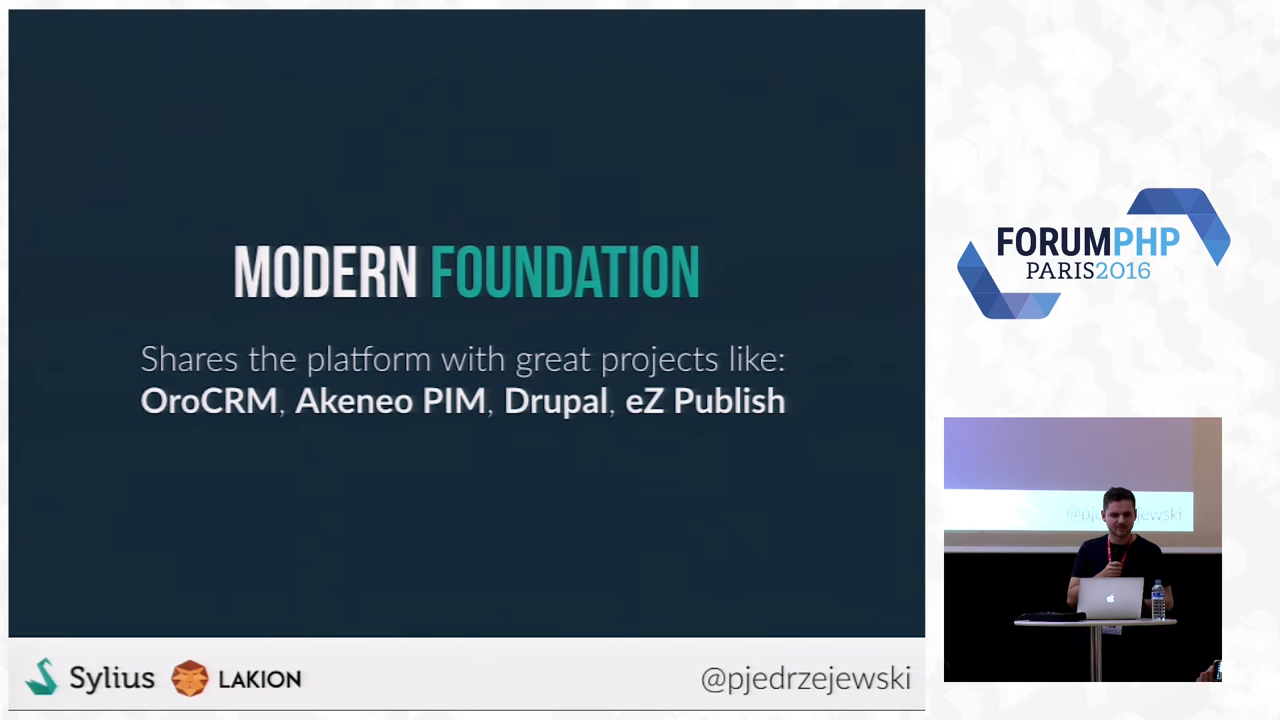 MODERN FOUNDATION
Shares the platform with great projects like:
OroCRM, Akeneo PIM, Drupal, eZ Publish
Sylius LAKION @pjedrzejewski
FORUMPHP
PARIS2016